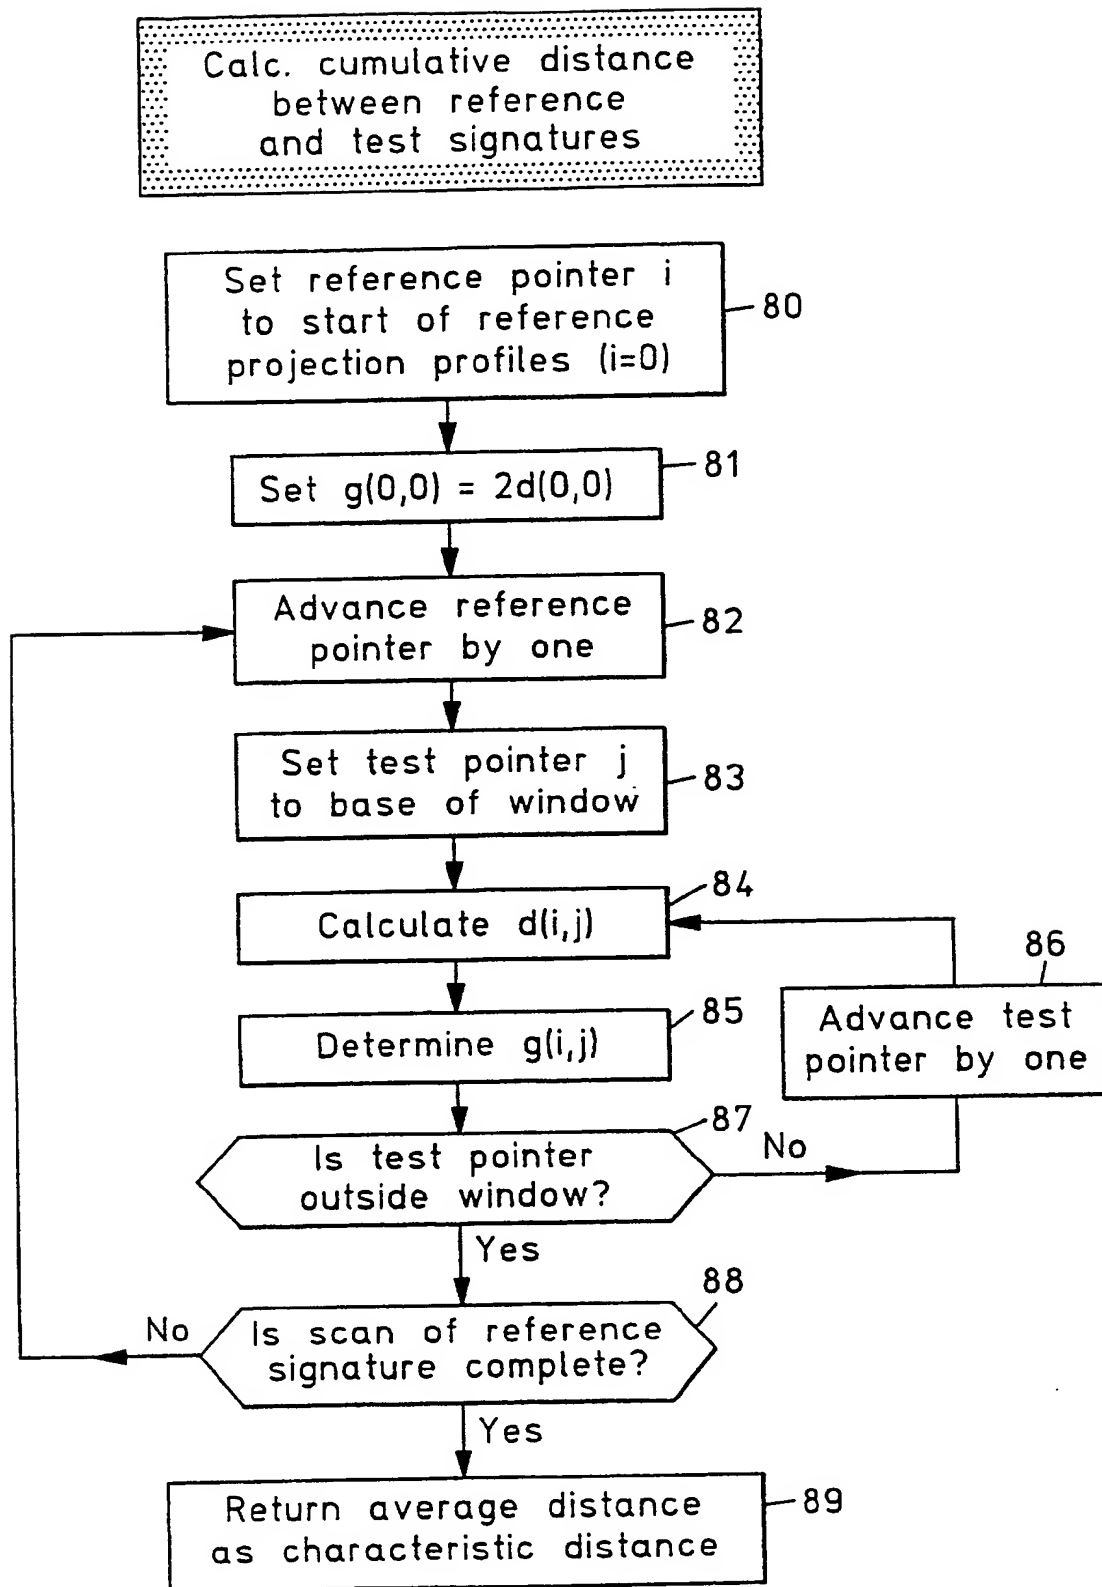 Calc. cumulative distance
between reference
and test signatures
Set reference pointer i
to start of reference
projection profiles (i=0)
80
Set g(0,0) = 2d(0,0)
81
Advance reference
pointer by one
82
Set test pointer j
to base of window
83
Calculate d(i,j)
84
Determine g(i,j)
85
86
Advance test
pointer by one
Is test pointer
outside window?
87
No
Yes
Is scan of reference
signature complete?
88
No
Yes
Return average distance
as characteristic distance
89